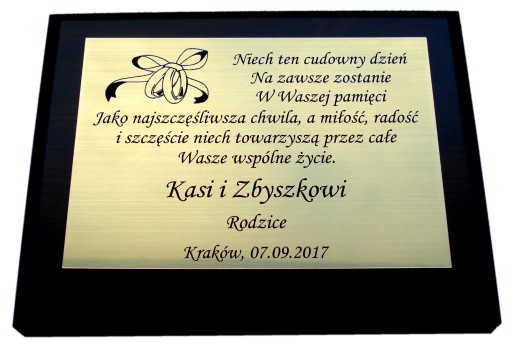 Niech ten cudowny dzień
Na zawsze zostanie
W Waszej pamięci
Jako najszczęśliwsza chwila, a miłość, radość
i szczęście niech towarzyszą przez całe
Wasze wspólne życie.
Kasi i Zbyszkowi
Rodzice
Kraków, 07.09.2017